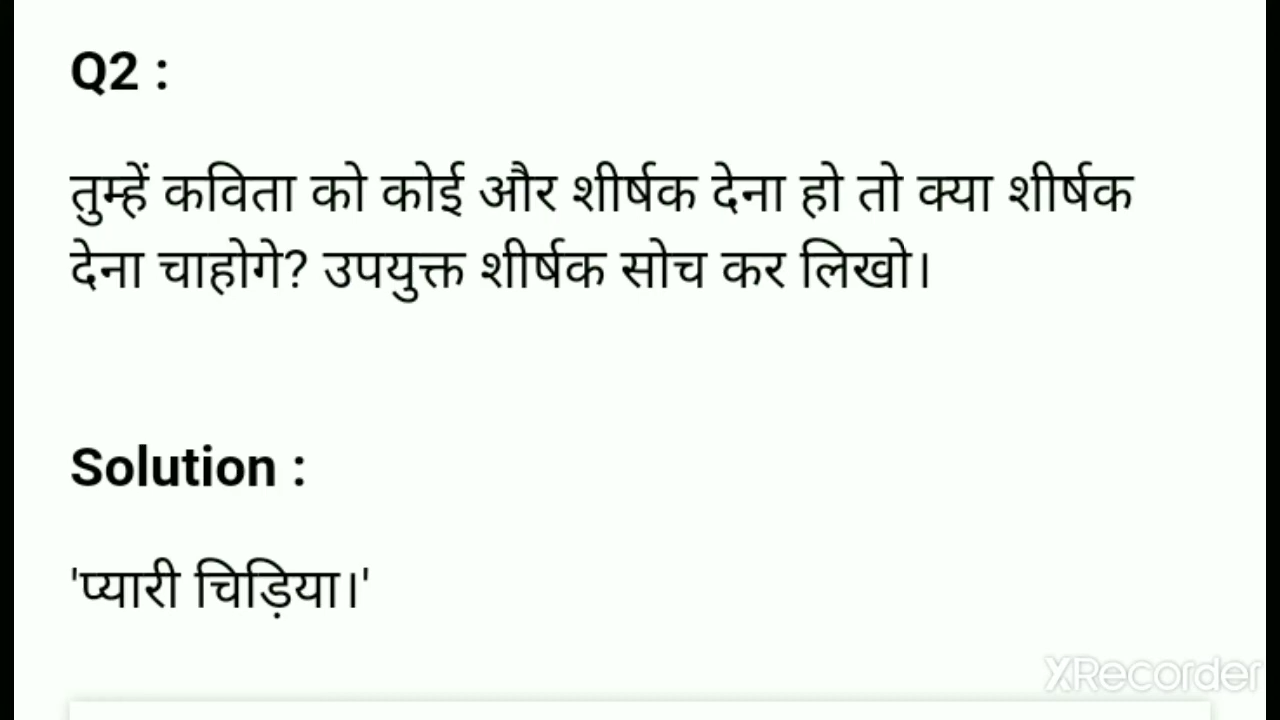 Q2 :
तुम्हें कविता को कोई और शीर्षक देना हो तो क्या शीर्षक
देना चाहोगे? उपयुक्त शीर्षक सोच कर लिखो।
Solution :
'प्यारी चिड़िया।'
XRecorder